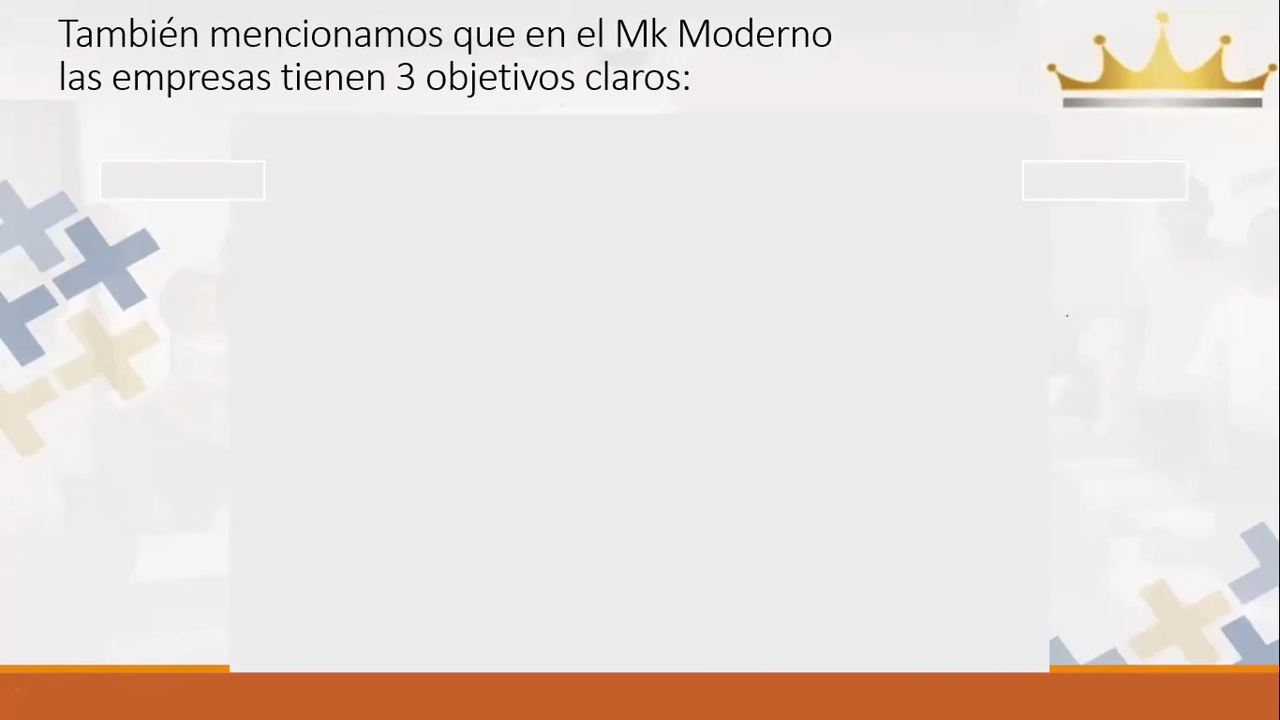 También mencionamos que en el Mk Moderno
las empresas tienen 3 objetivos claros: